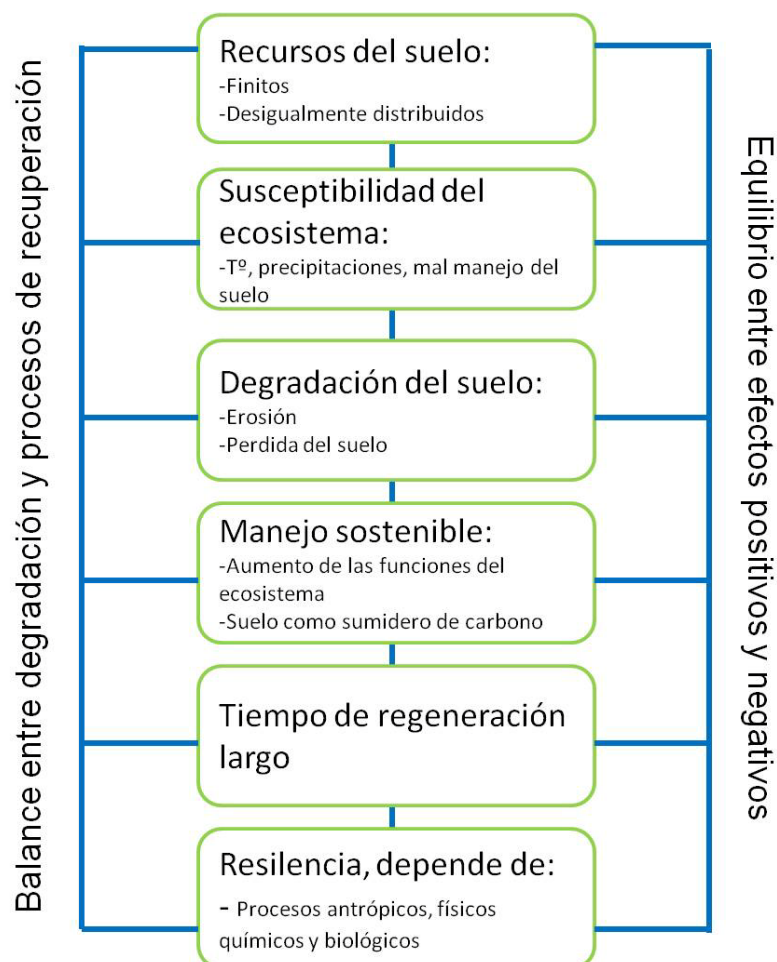 Balance entre degradación y procesos de recuperación
Recursos del suelo:
-Finitos
-Desigualmente distribuidos
Susceptibilidad del
ecosistema:
-Tº, precipitaciones, mal manejo del
suelo
Degradación del suelo:
-Erosión
-Perdida del suelo
Manejo sostenible:
-Aumento de las funciones del
ecosistema
-Suelo como sumidero de carbono
Tiempo de regeneración
largo
Resilencia, depende de:
- Procesos antrópicos, físicos
químicos y biológicos
Equilibrio entre efectos positivos y negativos